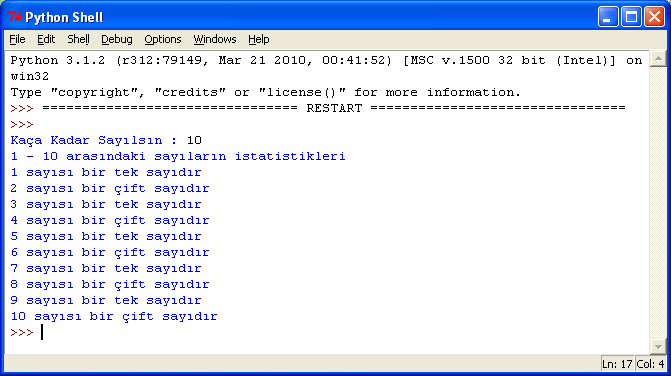 Python Shell
File Edit Shell Debug Options Windows Help
Python 3.1.2 (r312:79149, Mar 21 2010, 00:41:52) [MSC v.1500 32 bit (Intel)] on
win32
Type "copyright", "credits" or "license()" for more information.
>>> ================================ RESTART ================================
>>>
Kaça Kadar Sayılsın : 10
1 - 10 arasındaki sayıların istatistikleri
1 sayısı bir tek sayıdır
2 sayısı bir çift sayıdır
3 sayısı bir tek sayıdır
4 sayısı bir çift sayıdır
5 sayısı bir tek sayıdır
6 sayısı bir çift sayıdır
7 sayısı bir tek sayıdır
8 sayısı bir çift sayıdır
9 sayısı bir tek sayıdır
10 sayısı bir çift sayıdır
>>>
Ln: 17 Col: 4